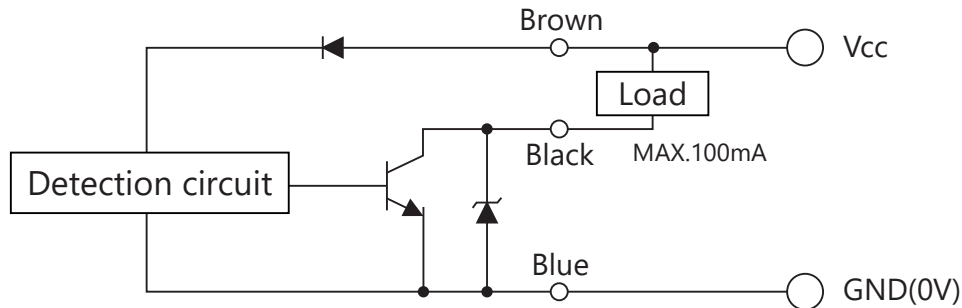 Brown
Vcc
Load
Black
MAX.100mA
Detection circuit
Blue
GND(0V)